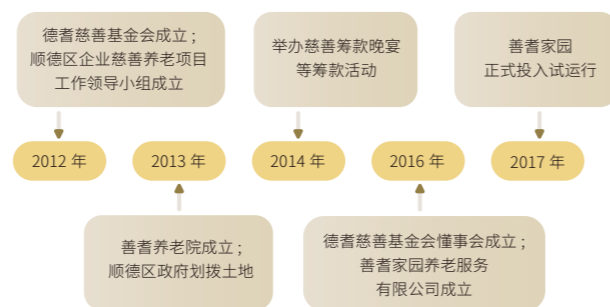 德耆慈善基金会成立；
顺德区企业慈善养老项目
工作领导小组成立
举办慈善筹款晚宴
等筹款活动
善耆家园
正式投入试运行
2012 年
2013 年
2014 年
2016 年
2017 年
善耆养老院成立；
顺德区政府划拨土地
德耆慈善基金会懂事会成立；
善耆家园养老服务
有限公司成立